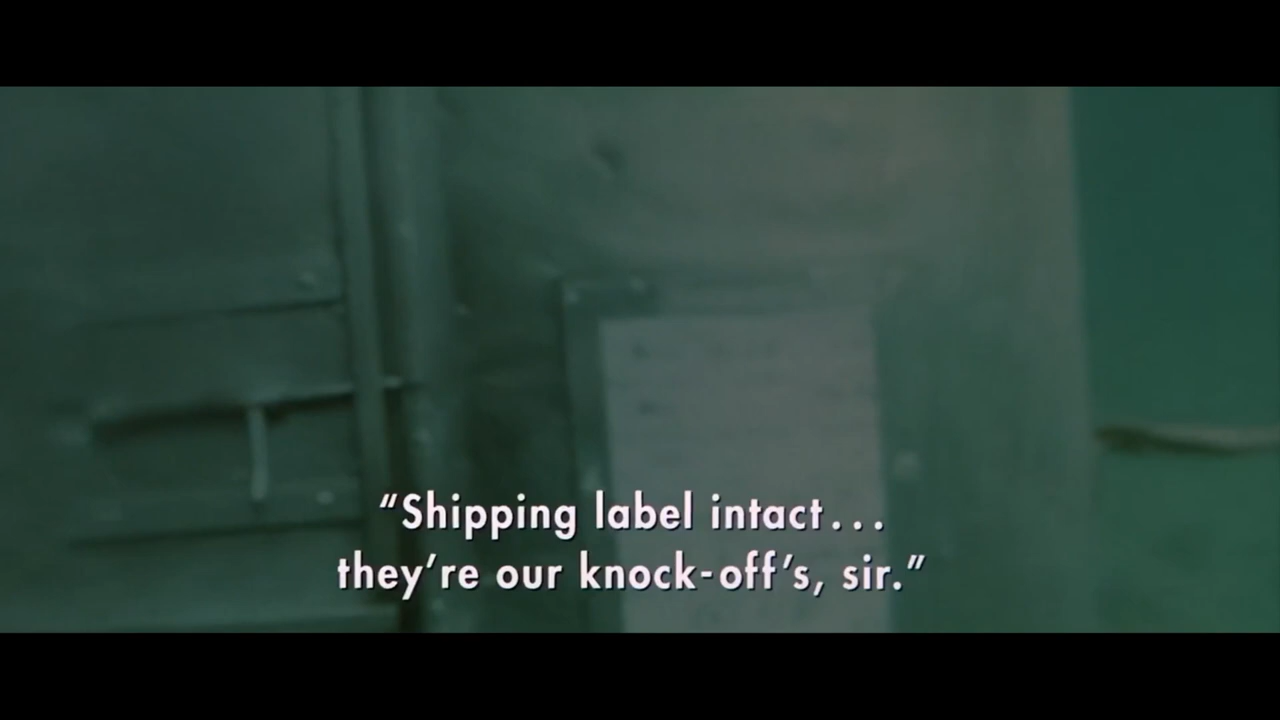 “Shipping label intact...
they’re our knock-off’s, sir.”